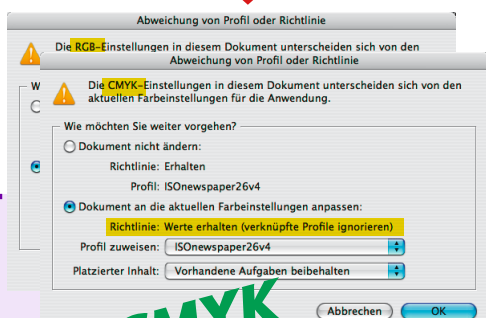 Abweichung von Profil oder Richtlinie
Die RGB-Einstellungen in diesem Dokument unterscheiden sich von den
Abweichung von Profil oder Richtlinie
Die CMYK-Einstellungen in diesem Dokument unterscheiden sich von den
aktuellen Farbeinstellungen für die Anwendung.
W
Wie möchten Sie weiter vorgehen?
Dokument nicht ändern:
Richtlinie: Erhalten
Profil: ISOnewspaper26v4
Dokument an die aktuellen Farbeinstellungen anpassen:
Richtlinie: Werte erhalten (verknüpfte Profile ignorieren)
Profil zuweisen: ISOnewspaper26v4
Platzierter Inhalt: Vorhandene Aufgaben beibehalten
CMYK
Abbrechen OK